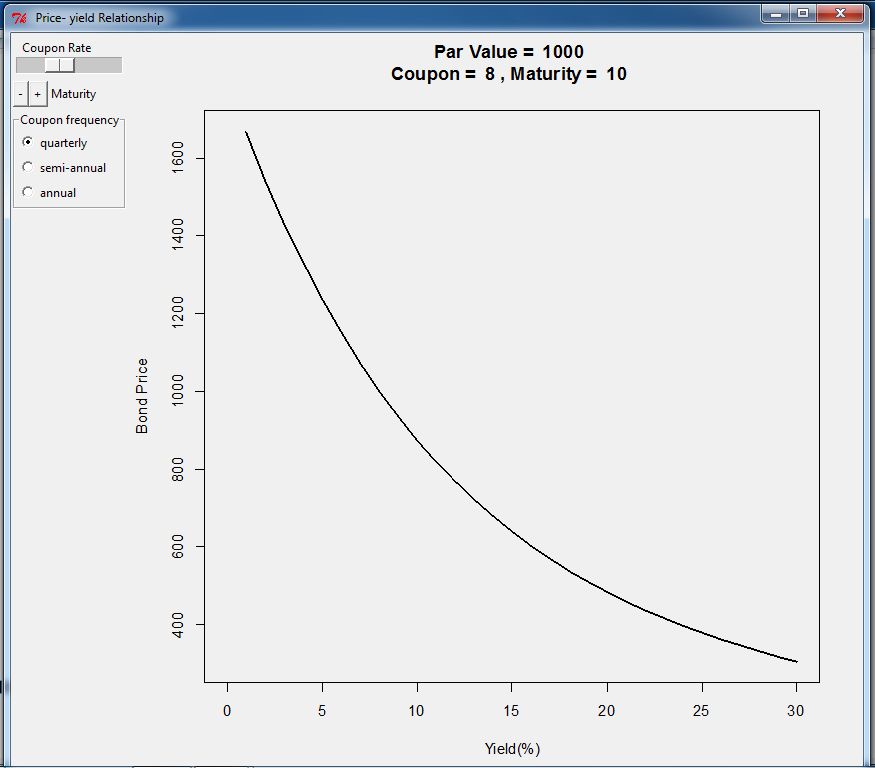 Price- yield Relationship
Coupon Rate
- + Maturity
Coupon frequency
quarterly
semi-annual
annual
Par Value = 1000
Coupon = 8 , Maturity = 10
Bond Price
1600
1400
1200
1000
800
600
400
0 5 10 15 20 25 30
Yield(%)